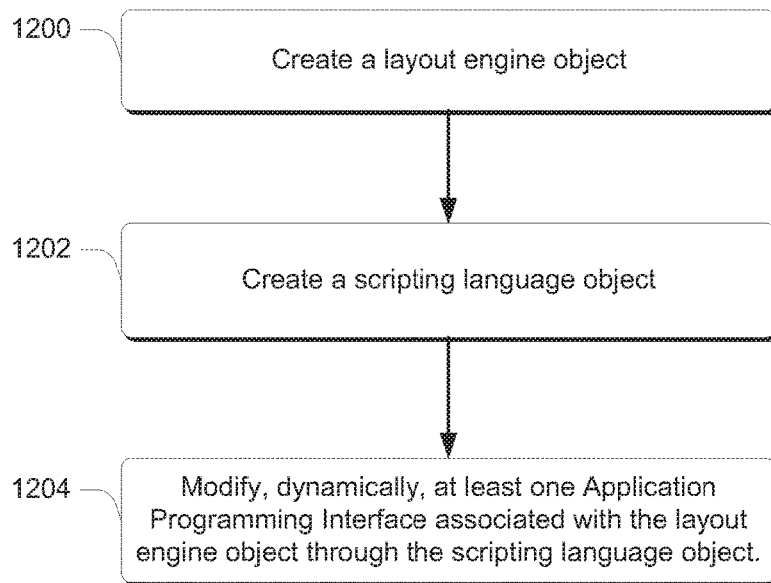 1200
Create a layout engine object
1202
Create a scripting language object
1204
Modify, dynamically, at least one Application
Programming Interface associated with the layout
engine object through the scripting language object.